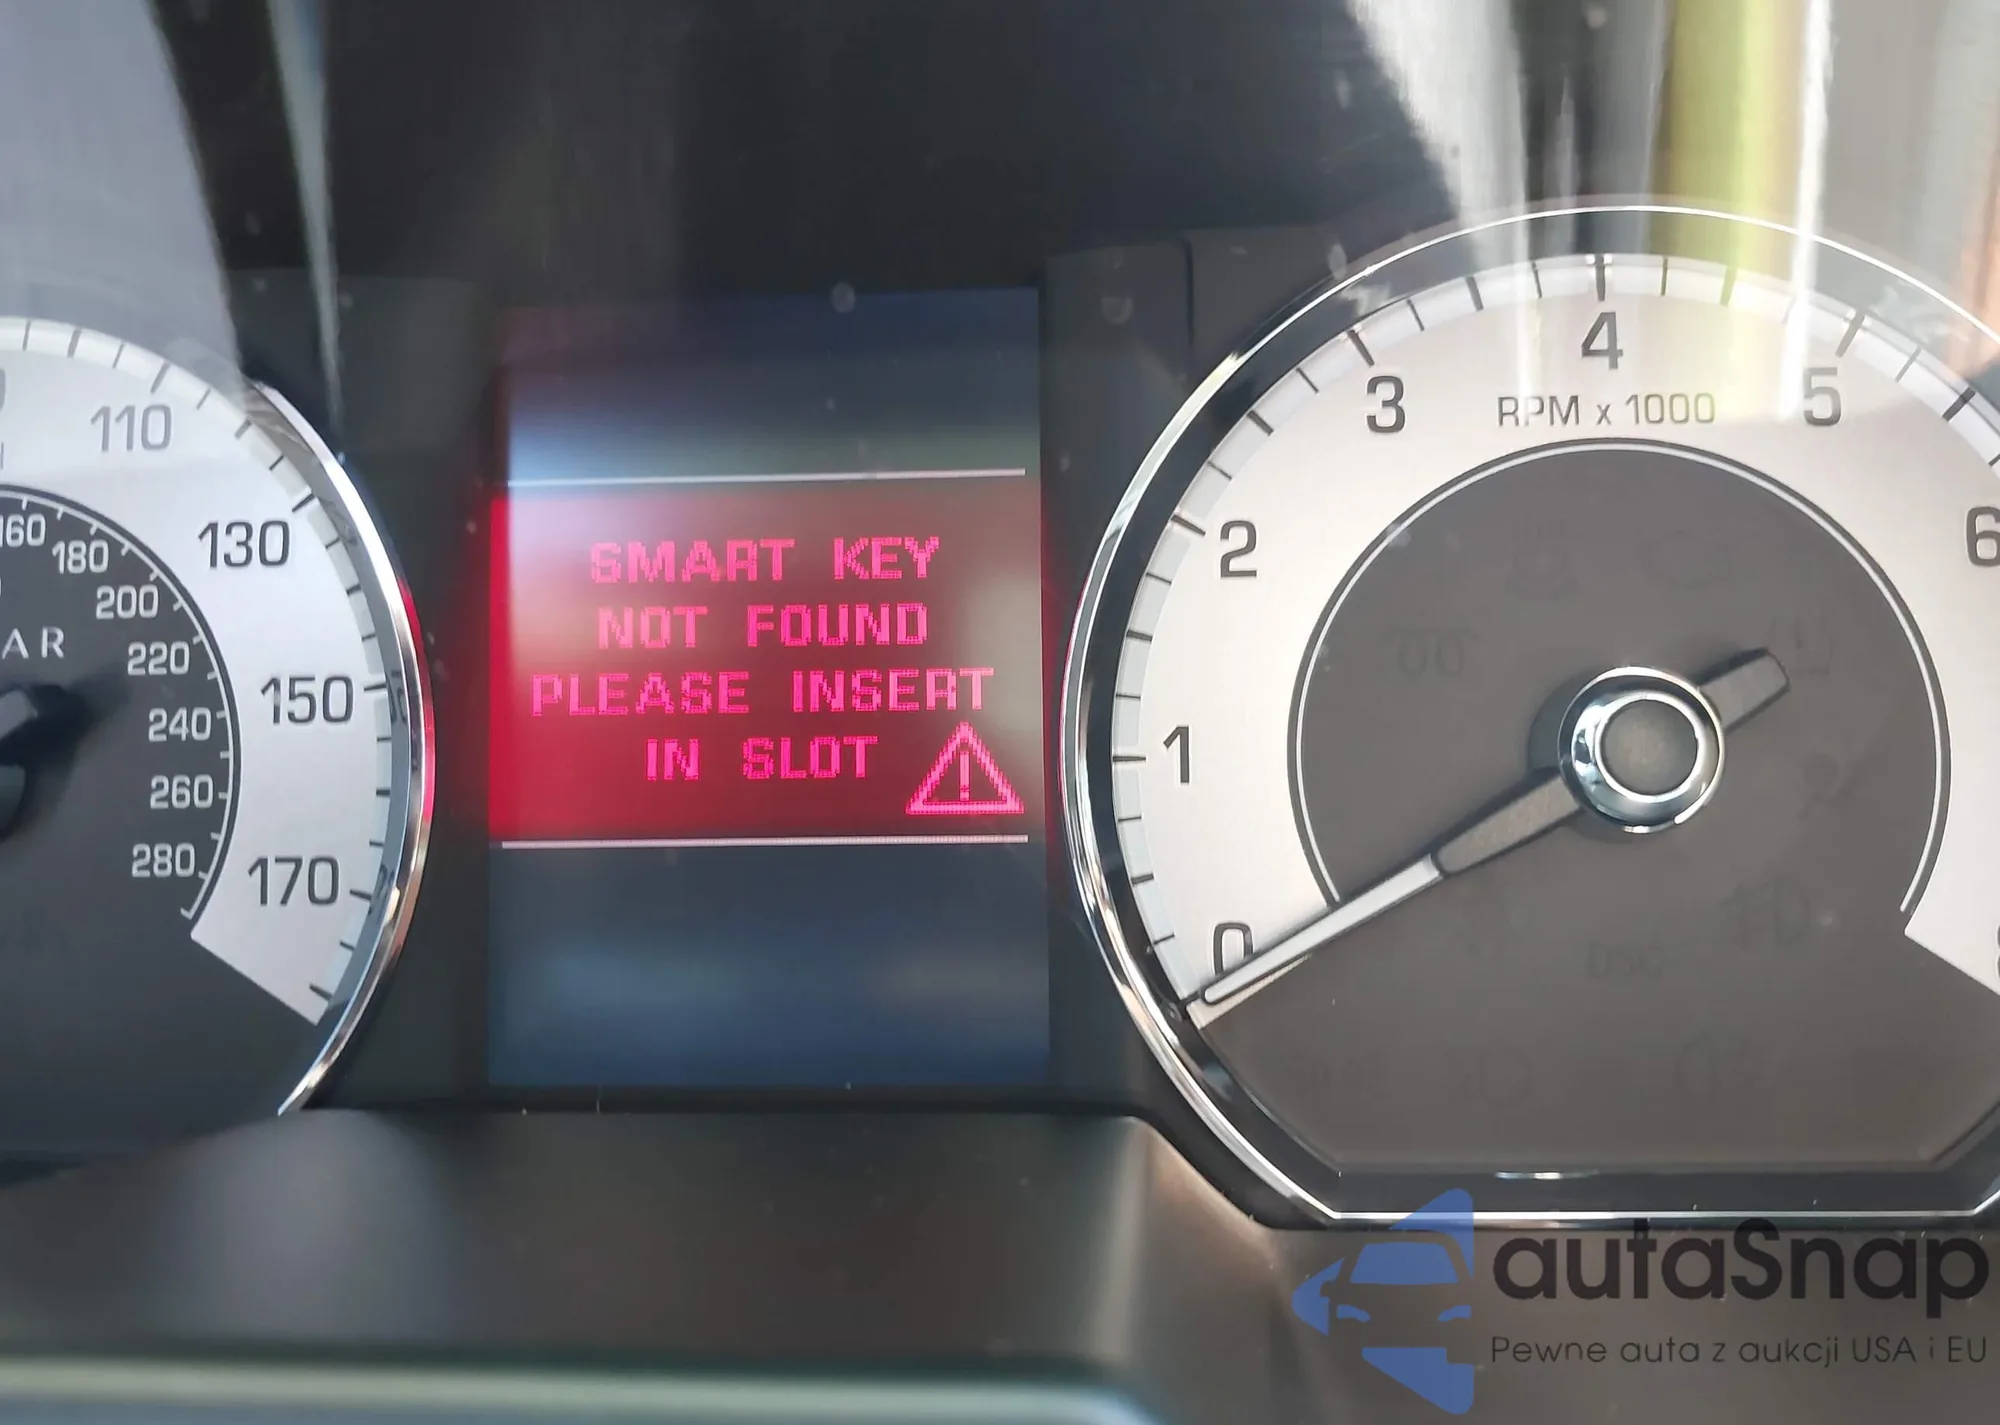 110
130
150
170
160
180
200
220
240
260
280
AR
SMART KEY
NOT FOUND
PLEASE INSERT
IN SLOT
0
1
2
3
4
5
6
RPM x 1000
autaSnap
Pewne auta z aukcji USA i EU